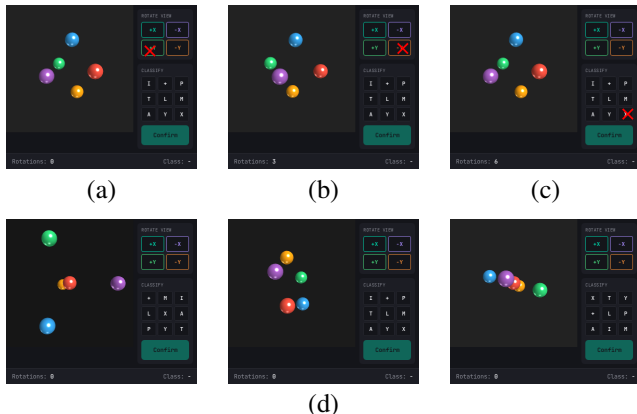 ROTATE VIEW
+X -X
+Y -Y
CLASSIFY
I + P
T L M
A Y X
Confirm
Rotations: 0 Class: -
(a)
ROTATE VIEW
+X -X
+Y
CLASSIFY
I + P
T L M
A Y X
Confirm
Rotations: 3 Class: -
(b)
ROTATE VIEW
+X -X
+Y -Y
CLASSIFY
I + P
T L M
A Y
Confirm
Rotations: 6 Class: -
(c)
ROTATE VIEW
+X -X
+Y -Y
CLASSIFY
+ M I
L X A
P Y T
Confirm
Rotations: 0 Class: -
ROTATE VIEW
+X -X
+Y -Y
CLASSIFY
I + P
T L M
A Y X
Confirm
Rotations: 0 Class: -
ROTATE VIEW
+X -X
+Y -Y
CLASSIFY
X T Y
+ L P
A I M
Confirm
Rotations: 0 Class: -
(d)